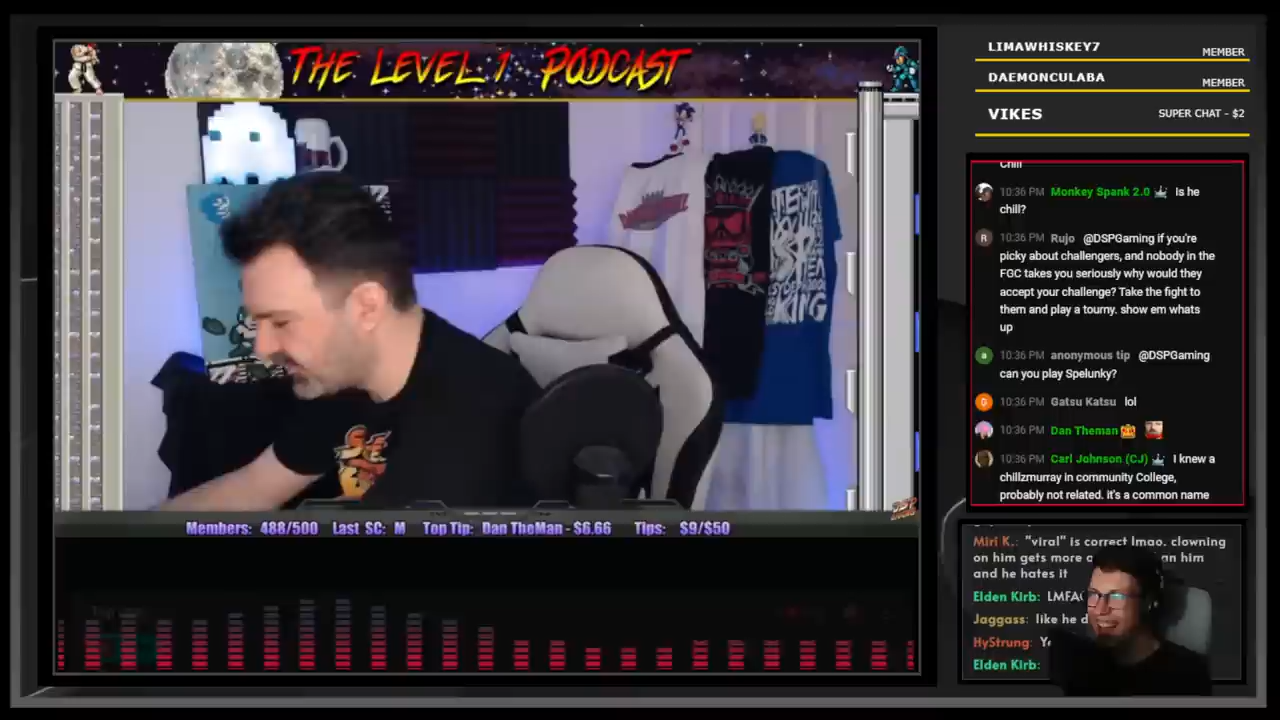 THE LEVEL 1 PODCAST
LIMAWHISKEY7 MEMBER
DAEMONCULABA MEMBER
VIKES SUPER CHAT - $2
Chill
10:36 PM Monkey Spank 2.0 Is he
chill?
10:36 PM Rujo @DSPGaming if you're
picky about challengers, and nobody in the
FGC takes you seriously why would they
accept your challenge? Take the fight to
them and play a tourny. show em whats
up
10:36 PM anonymous tip @DSPGaming
can you play Spelunky?
10:36 PM Gatsu Katsu lol
10:36 PM Dan Theman
10:36 PM Carl Johnson (CJ) I knew a
chillzmurray in community College,
probably not related. it's a common name
Members: 488/500 Last SC: M Top Tip: Dan TheMan - $6.66 Tips: $9/$50
Miri K.: "viral" is correct lmao. clowning
on him gets more an him
and he hates it
Elden Kirb:
Jaggass: like he
HyStrung:
Elden Kirb:
KING